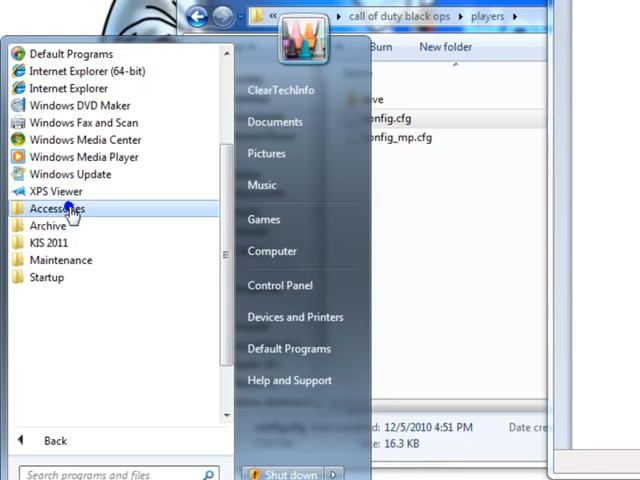 « ▸ call of duty black ops ▸ players ▸
Burn New folder
Default Programs
Internet Explorer (64-bit)
Internet Explorer
Windows DVD Maker
Windows Fax and Scan
Windows Media Center
Windows Media Player
Windows Update
XPS Viewer
Accessories
Archive
KIS 2011
Maintenance
Startup
Back
Search programs and files
ClearTechInfo
Documents
Pictures
Music
Games
Computer
Control Panel
Devices and Printers
Default Programs
Help and Support
Shut down
config.cfg
config_mp.cfg
12/5/2010 4:51 PM Date cre
16.3 KB